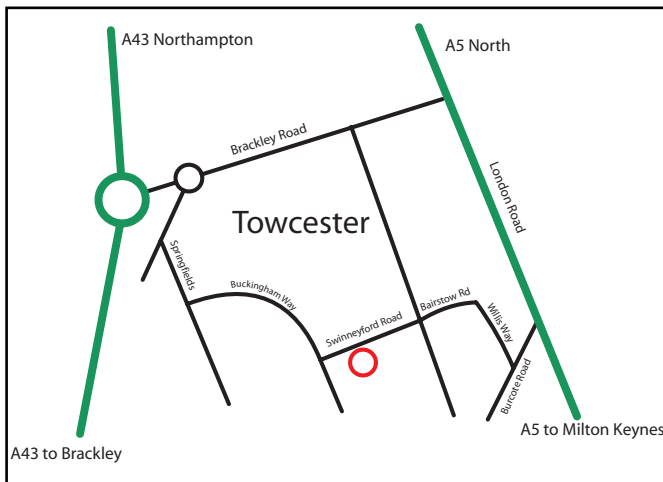 A43 Northampton
A5 North
Brackley Road
London Road
Towcester
Springfields
Buckingham Way
Swinneyford Road
Bairstow Rd
Willis Way
Burcote Road
A5 to Milton Keynes
A43 to Brackley